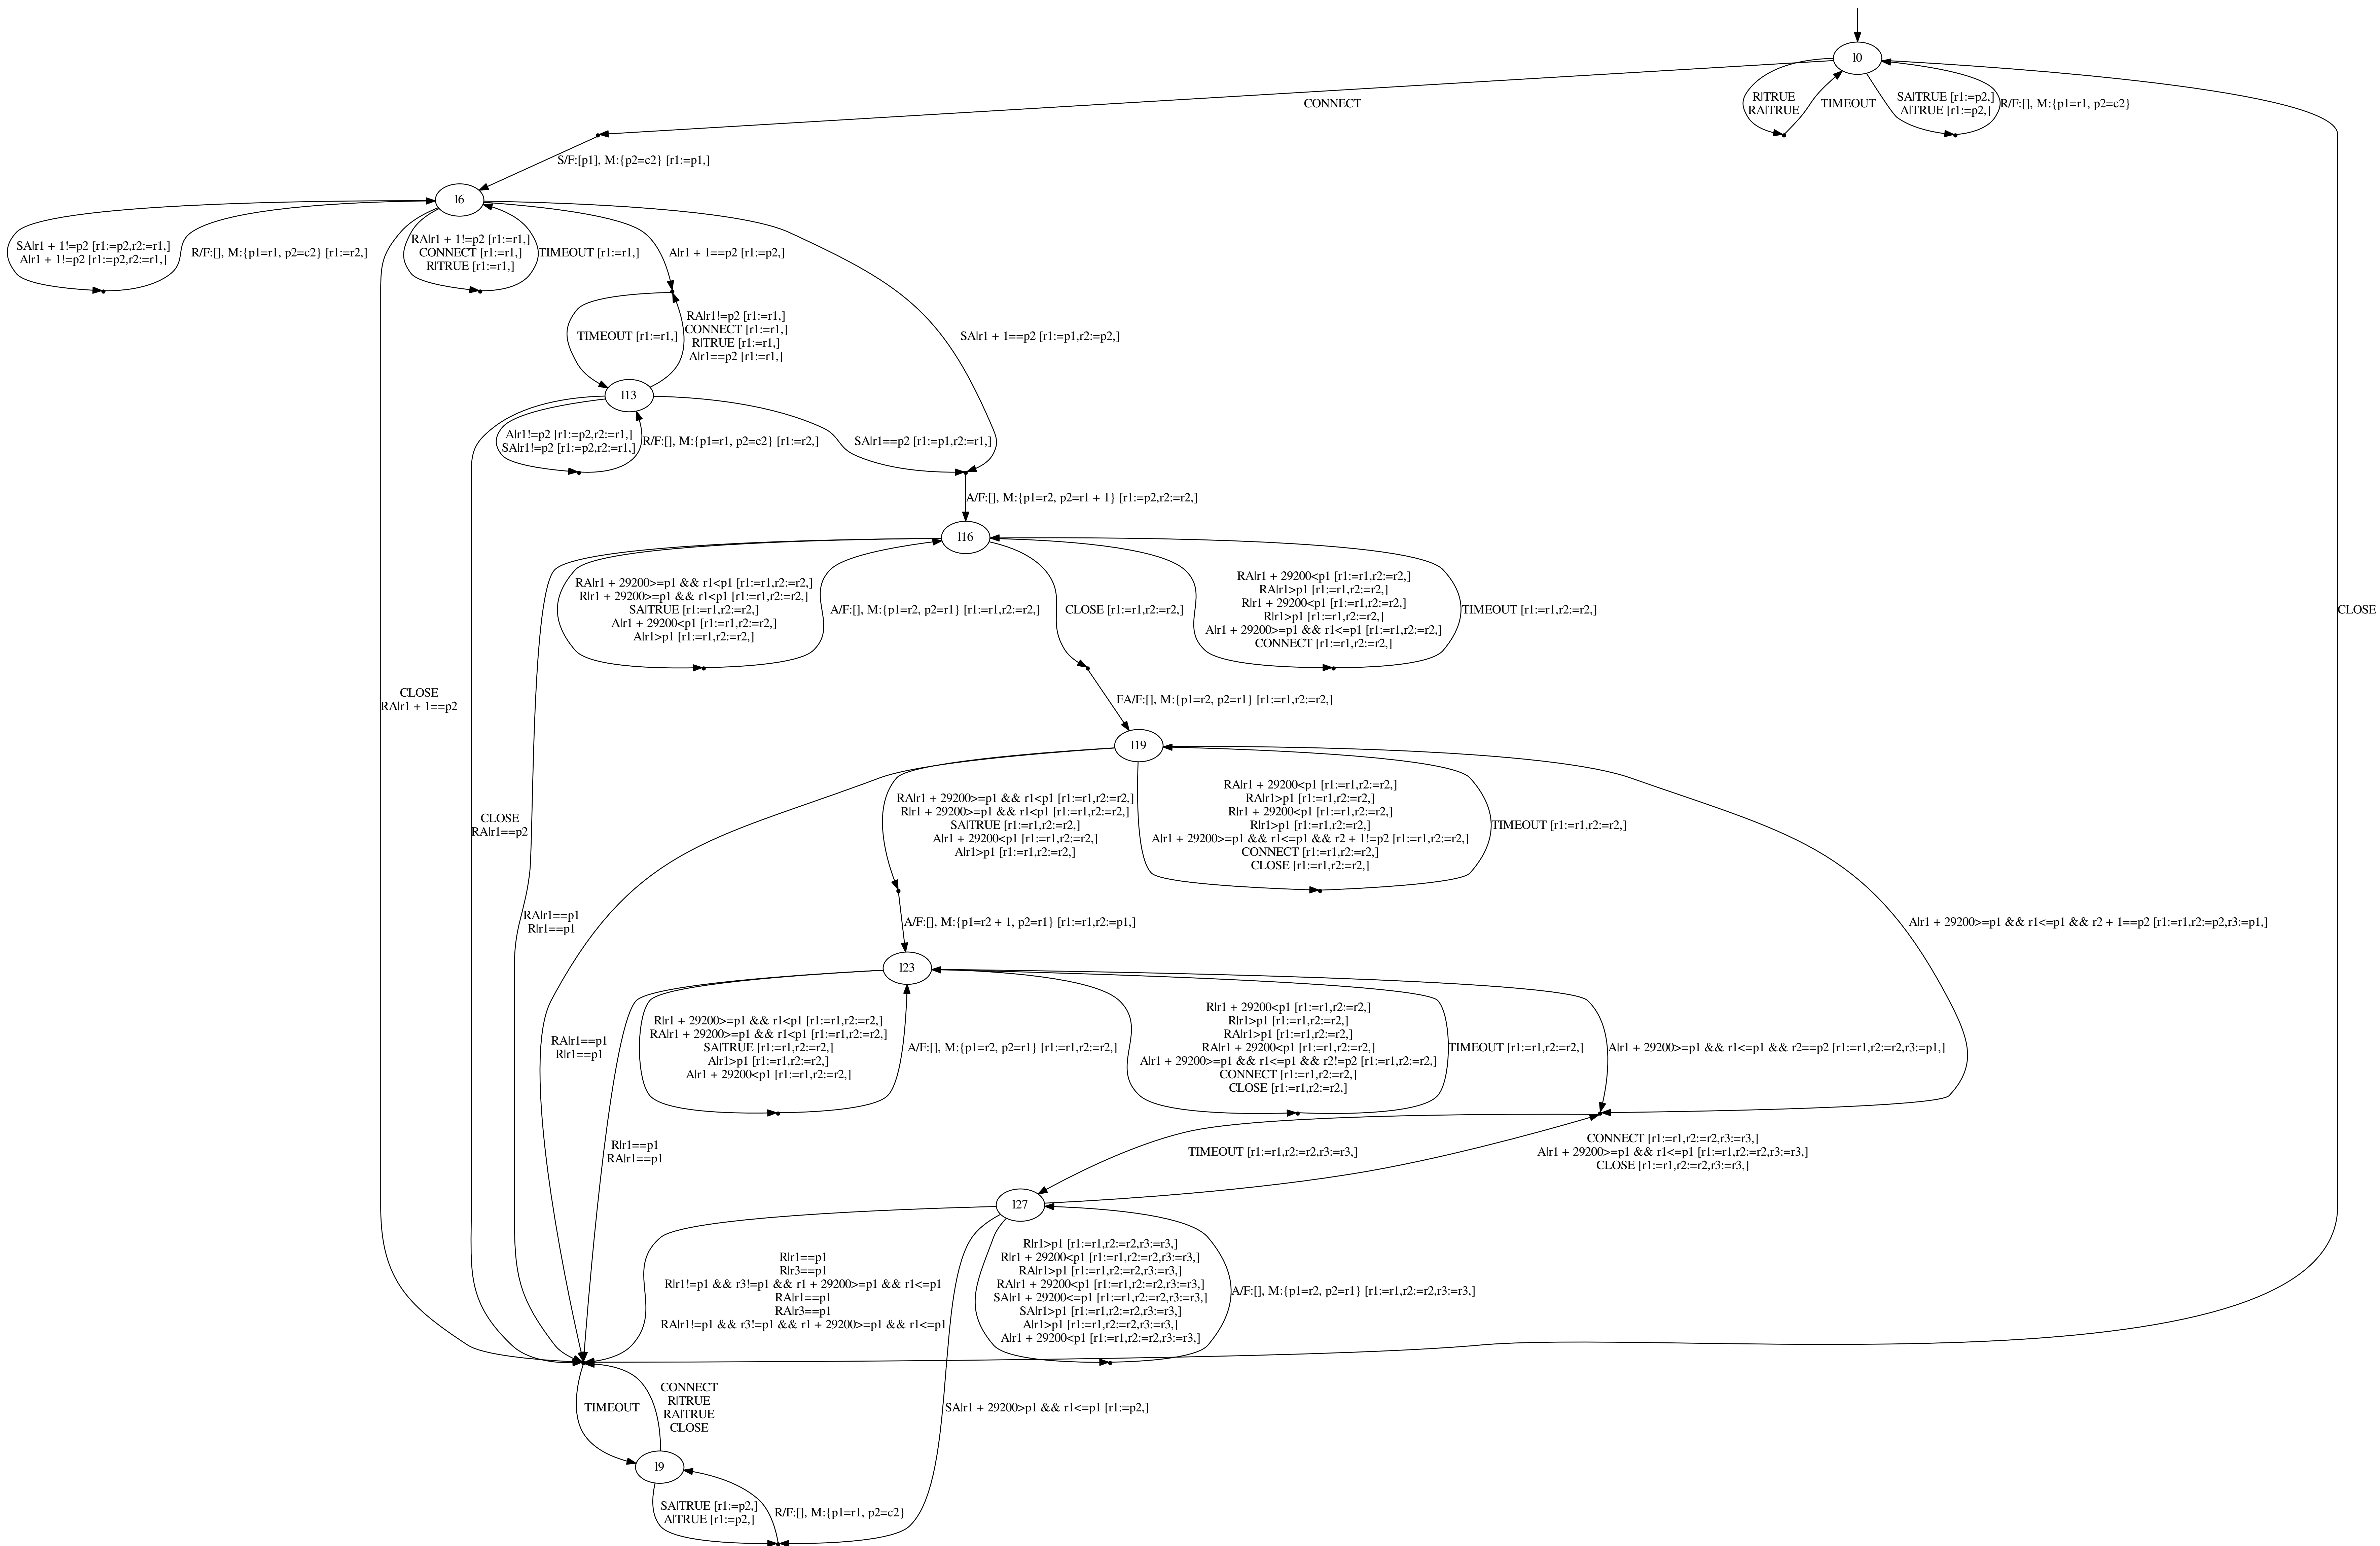 l0
CONNECT
R|TRUE
RA|TRUE
TIMEOUT
SA|TRUE [r1:=p2,]
A|TRUE [r1:=p2,]
R/F:[], M:{p1=r1, p2=c2}
S/F:[p1], M:{p2=c2} [r1:=p1,]
l6
SA|r1 + 1!=p2 [r1:=p2,r2:=r1,]
A|r1 + 1!=p2 [r1:=p2,r2:=r1,]
R/F:[], M:{p1=r1, p2=c2} [r1:=r2,]
RA|r1 + 1!=p2 [r1:=r1,]
CONNECT [r1:=r1,]
R|TRUE [r1:=r1,]
TIMEOUT [r1:=r1,]
A|r1 + 1==p2 [r1:=p2,]
TIMEOUT [r1:=r1,]
RA|r1!=p2 [r1:=r1,]
CONNECT [r1:=r1,]
R|TRUE [r1:=r1,]
A|r1==p2 [r1:=r1,]
SA|r1 + 1==p2 [r1:=p1,r2:=p2,]
l13
A|r1!=p2 [r1:=p2,r2:=r1,]
SA|r1!=p2 [r1:=p2,r2:=r1,]
R/F:[], M:{p1=r1, p2=c2} [r1:=r2,]
SA|r1==p2 [r1:=p1,r2:=r1,]
A/F:[], M:{p1=r2, p2=r1 + 1} [r1:=p2,r2:=r2,]
l16
RA|r1 + 29200>=p1 && r1<p1 [r1:=r1,r2:=r2,]
R|r1 + 29200>=p1 && r1<p1 [r1:=r1,r2:=r2,]
SA|TRUE [r1:=r1,r2:=r2,]
A|r1 + 29200<p1 [r1:=r1,r2:=r2,]
A|r1>p1 [r1:=r1,r2:=r2,]
A/F:[], M:{p1=r2, p2=r1} [r1:=r1,r2:=r2,]
CLOSE [r1:=r1,r2:=r2,]
RA|r1 + 29200<p1 [r1:=r1,r2:=r2,]
RA|r1>p1 [r1:=r1,r2:=r2,]
R|r1 + 29200<p1 [r1:=r1,r2:=r2,]
R|r1>p1 [r1:=r1,r2:=r2,]
A|r1 + 29200>=p1 && r1<=p1 [r1:=r1,r2:=r2,]
CONNECT [r1:=r1,r2:=r2,]
TIMEOUT [r1:=r1,r2:=r2,]
CLOSE
CLOSE
RA|r1 + 1==p2
FA/F:[], M:{p1=r2, p2=r1} [r1:=r1,r2:=r2,]
l19
CLOSE
RA|r1==p2
RA|r1 + 29200>=p1 && r1<p1 [r1:=r1,r2:=r2,]
R|r1 + 29200>=p1 && r1<p1 [r1:=r1,r2:=r2,]
SA|TRUE [r1:=r1,r2:=r2,]
A|r1 + 29200<p1 [r1:=r1,r2:=r2,]
A|r1>p1 [r1:=r1,r2:=r2,]
RA|r1 + 29200<p1 [r1:=r1,r2:=r2,]
RA|r1>p1 [r1:=r1,r2:=r2,]
R|r1 + 29200<p1 [r1:=r1,r2:=r2,]
R|r1>p1 [r1:=r1,r2:=r2,]
A|r1 + 29200>=p1 && r1<=p1 && r2 + 1!=p2 [r1:=r1,r2:=r2,]
CONNECT [r1:=r1,r2:=r2,]
CLOSE [r1:=r1,r2:=r2,]
TIMEOUT [r1:=r1,r2:=r2,]
RA|r1==p1
R|r1==p1
A/F:[], M:{p1=r2 + 1, p2=r1} [r1:=r1,r2:=p1,]
A|r1 + 29200>=p1 && r1<=p1 && r2 + 1==p2 [r1:=r1,r2:=p2,r3:=p1,]
l23
RA|r1==p1
R|r1==p1
R|r1 + 29200>=p1 && r1<p1 [r1:=r1,r2:=r2,]
RA|r1 + 29200>=p1 && r1<p1 [r1:=r1,r2:=r2,]
SA|TRUE [r1:=r1,r2:=r2,]
A|r1>p1 [r1:=r1,r2:=r2,]
A|r1 + 29200<p1 [r1:=r1,r2:=r2,]
A/F:[], M:{p1=r2, p2=r1} [r1:=r1,r2:=r2,]
R|r1 + 29200<p1 [r1:=r1,r2:=r2,]
R|r1>p1 [r1:=r1,r2:=r2,]
RA|r1>p1 [r1:=r1,r2:=r2,]
RA|r1 + 29200<p1 [r1:=r1,r2:=r2,]
A|r1 + 29200>=p1 && r1<=p1 && r2!=p2 [r1:=r1,r2:=r2,]
CONNECT [r1:=r1,r2:=r2,]
CLOSE [r1:=r1,r2:=r2,]
TIMEOUT [r1:=r1,r2:=r2,]
A|r1 + 29200>=p1 && r1<=p1 && r2==p2 [r1:=r1,r2:=r2,r3:=p1,]
R|r1==p1
RA|r1==p1
TIMEOUT [r1:=r1,r2:=r2,r3:=r3,]
CONNECT [r1:=r1,r2:=r2,r3:=r3,]
A|r1 + 29200>=p1 && r1<=p1 [r1:=r1,r2:=r2,r3:=r3,]
CLOSE [r1:=r1,r2:=r2,r3:=r3,]
l27
R|r1==p1
R|r3==p1
R|r1!=p1 && r3!=p1 && r1 + 29200>=p1 && r1<=p1
RA|r1==p1
RA|r3==p1
RA|r1!=p1 && r3!=p1 && r1 + 29200>=p1 && r1<=p1
R|r1>p1 [r1:=r1,r2:=r2,r3:=r3,]
R|r1 + 29200<p1 [r1:=r1,r2:=r2,r3:=r3,]
RA|r1>p1 [r1:=r1,r2:=r2,r3:=r3,]
RA|r1 + 29200<p1 [r1:=r1,r2:=r2,r3:=r3,]
SA|r1 + 29200<=p1 [r1:=r1,r2:=r2,r3:=r3,]
SA|r1>p1 [r1:=r1,r2:=r2,r3:=r3,]
A|r1>p1 [r1:=r1,r2:=r2,r3:=r3,]
A|r1 + 29200<p1 [r1:=r1,r2:=r2,r3:=r3,]
A/F:[], M:{p1=r2, p2=r1} [r1:=r1,r2:=r2,r3:=r3,]
TIMEOUT
CONNECT
R|TRUE
RA|TRUE
CLOSE
SA|r1 + 29200>p1 && r1<=p1 [r1:=p2,]
l9
SA|TRUE [r1:=p2,]
A|TRUE [r1:=p2,]
R/F:[], M:{p1=r1, p2=c2}